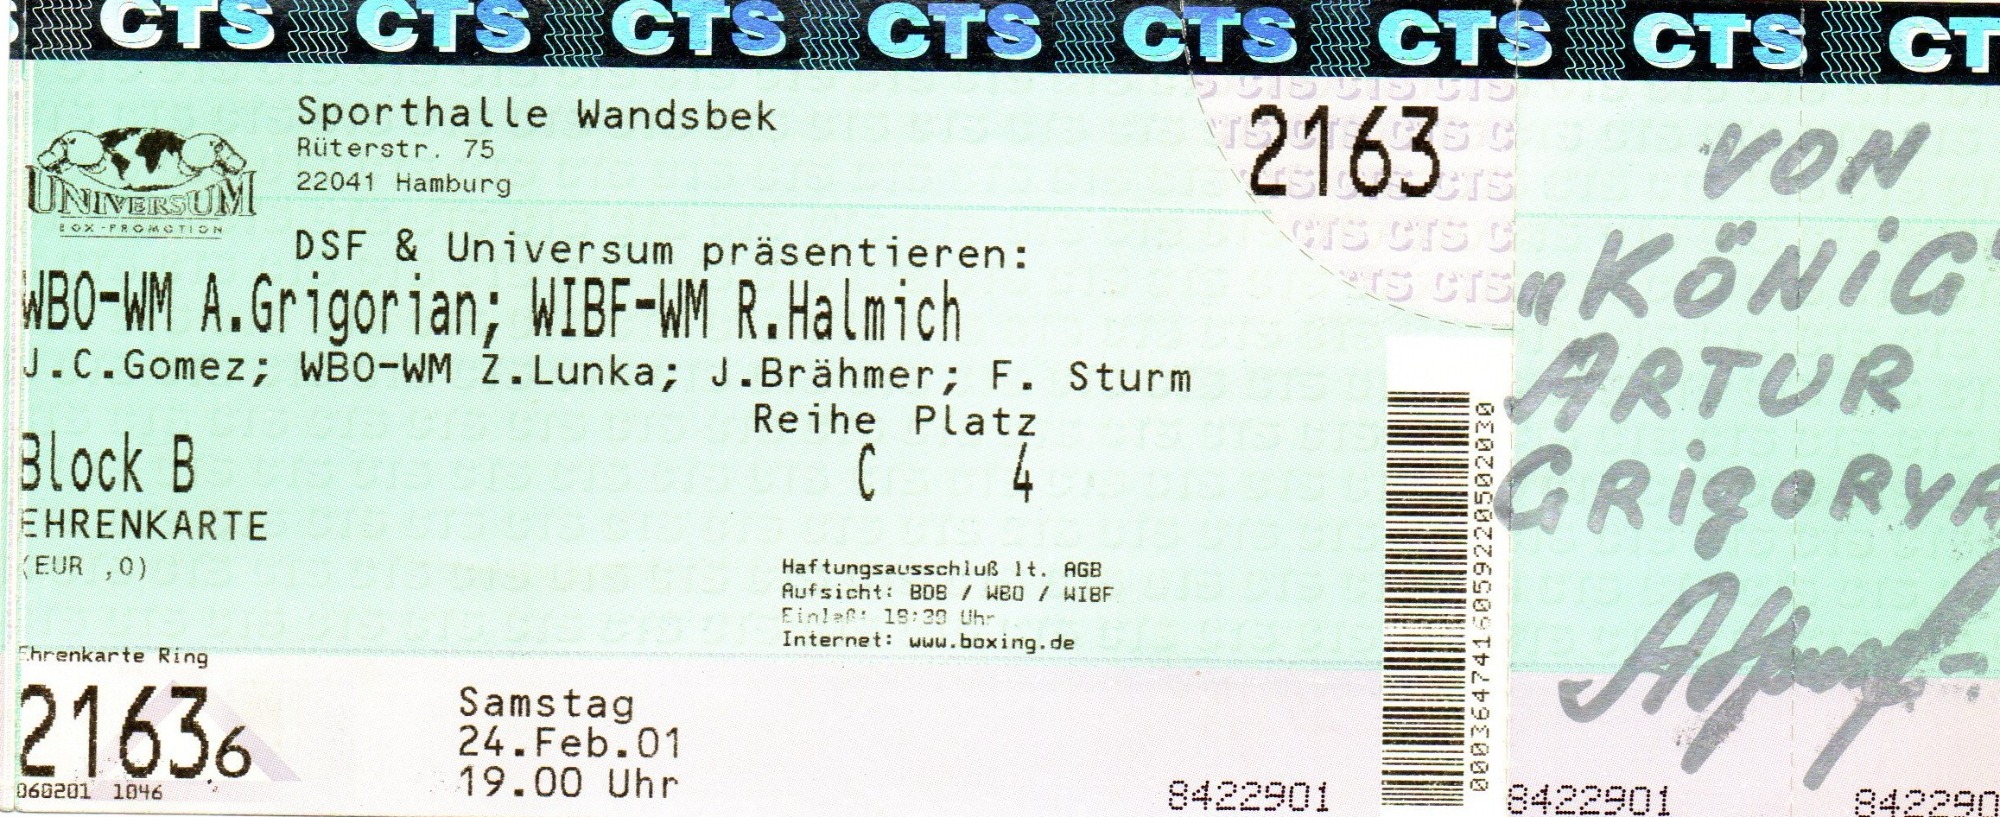 CTS CTS CTS CTS CTS CTS CTS CT
Sporthalle Wandsbek
Rüterstr. 75
22041 Hamburg
UNIVERSUM
BOX-PROMOTION
DSF & Universum präsentieren:
WBO-WM A.Grigorian; WIBF-WM R.Halmich
J.C.Gomez; WBO-WM Z.Lunka; J.Brähmer; F. Sturm
Reihe Platz
Block B C 4
EHRENKARTE
(EUR ,0)
Haftungsausschluß lt. AGB
Aufsicht: BDB / WBO / WIBF
Einlaß: Uhr
Internet: www.boxing.de
Ehrenkarte Ring
21636
060201 1046
Samstag
24.Feb.01
19.00 Uhr
8422901
2163
VON
„KÖNIG"
ARTUR
GRigoRYA
8422901
842290